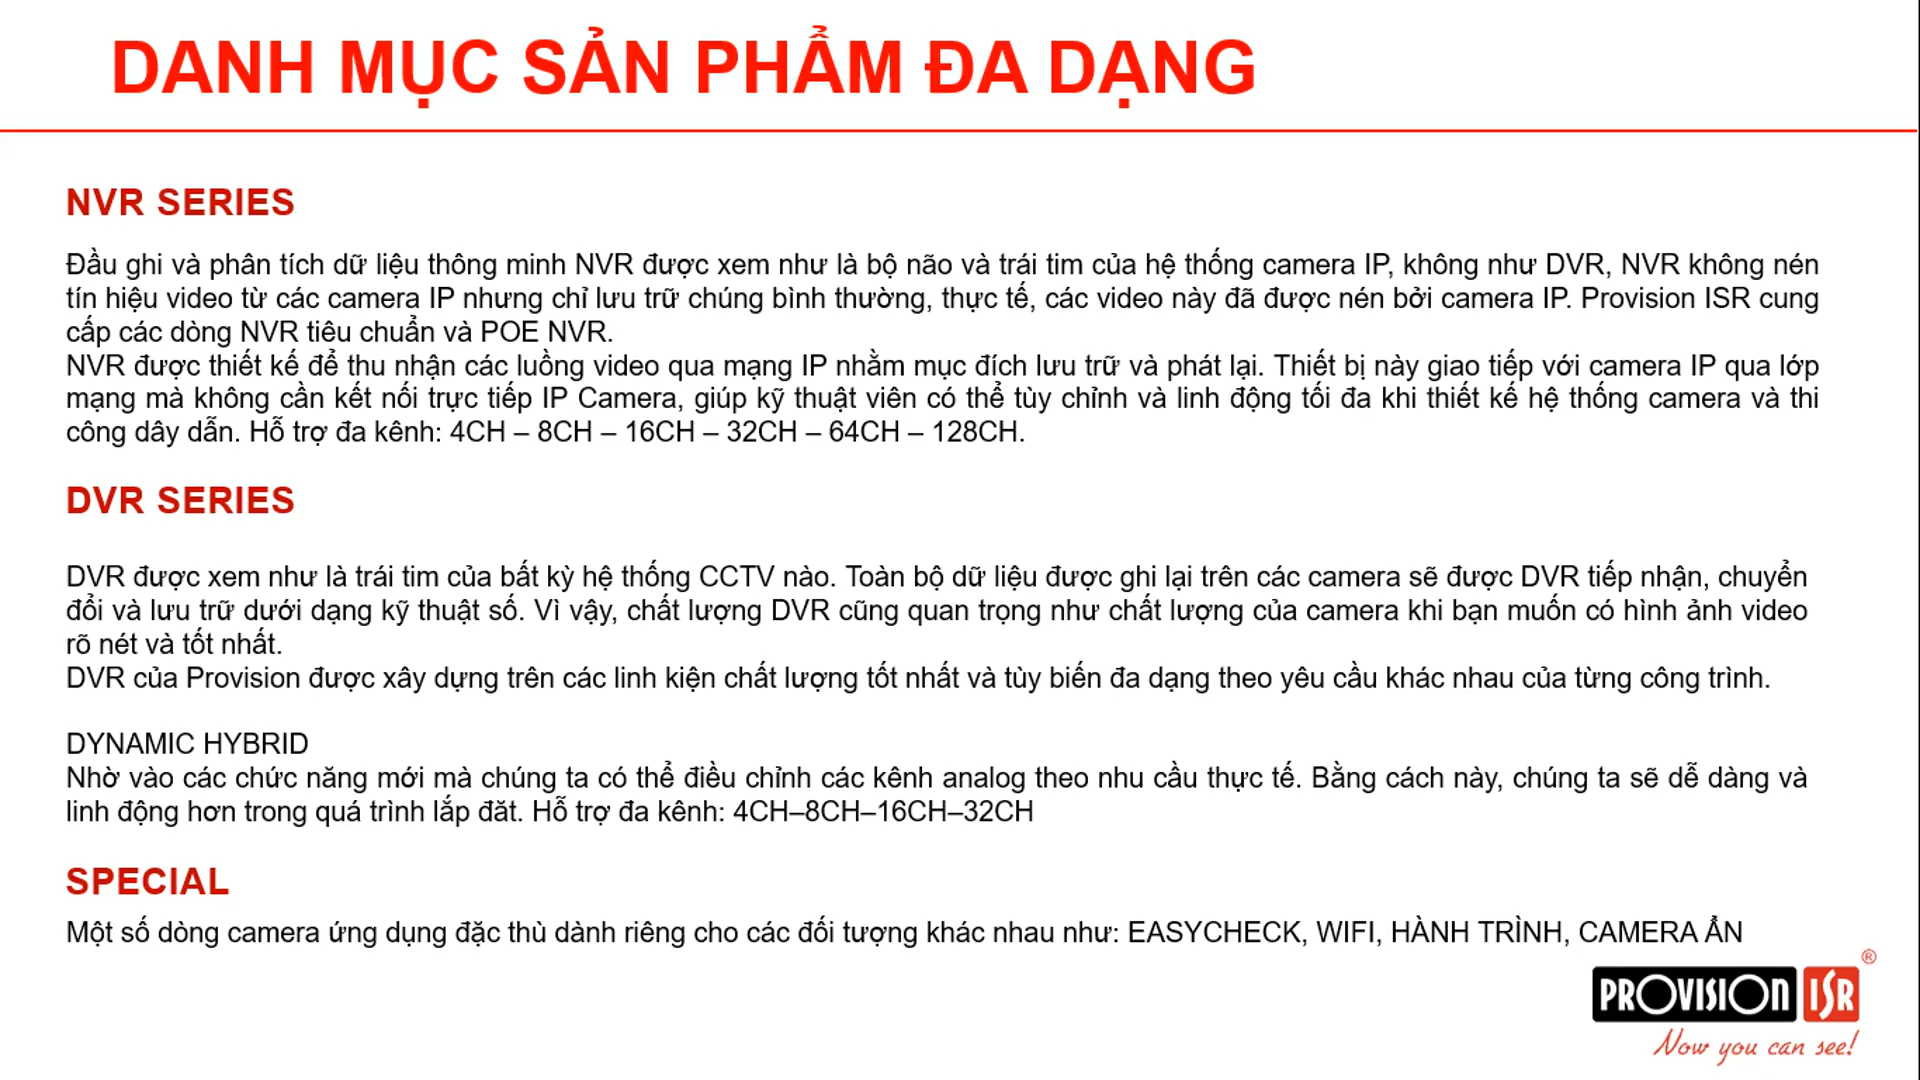 DANH MỤC SẢN PHẨM ĐA DẠNG
NVR SERIES
Đầu ghi và phân tích dữ liệu thông minh NVR được xem như là bộ não và trái tim của hệ thống camera IP, không như DVR, NVR không nén
tín hiệu video từ các camera IP nhưng chỉ lưu trữ chúng bình thường, thực tế, các video này đã được nén bởi camera IP. Provision ISR cung
cấp các dòng NVR tiêu chuẩn và POE NVR.
NVR được thiết kế để thu nhận các luồng video qua mạng IP nhằm mục đích lưu trữ và phát lại. Thiết bị này giao tiếp với camera IP qua lớp
mạng mà không cần kết nối trực tiếp IP Camera, giúp kỹ thuật viên có thể tùy chỉnh và linh động tối đa khi thiết kế hệ thống camera và thi
công dây dẫn. Hỗ trợ đa kênh: 4CH – 8CH – 16CH – 32CH – 64CH – 128CH.
DVR SERIES
DVR được xem như là trái tim của bất kỳ hệ thống CCTV nào. Toàn bộ dữ liệu được ghi lại trên các camera sẽ được DVR tiếp nhận, chuyển
đổi và lưu trữ dưới dạng kỹ thuật số. Vì vậy, chất lượng DVR cũng quan trọng như chất lượng của camera khi bạn muốn có hình ảnh video
rõ nét và tốt nhất.
DVR của Provision được xây dựng trên các linh kiện chất lượng tốt nhất và tùy biến đa dạng theo yêu cầu khác nhau của từng công trình.
DYNAMIC HYBRID
Nhờ vào các chức năng mới mà chúng ta có thể điều chỉnh các kênh analog theo nhu cầu thực tế. Bằng cách này, chúng ta sẽ dễ dàng và
linh động hơn trong quá trình lắp đăt. Hỗ trợ đa kênh: 4CH–8CH–16CH–32CH
SPECIAL
Một số dòng camera ứng dụng đặc thù dành riêng cho các đối tượng khác nhau như: EASYCHECK, WIFI, HÀNH TRÌNH, CAMERA ẨN
PROVISION ISR ®
Now you can see!